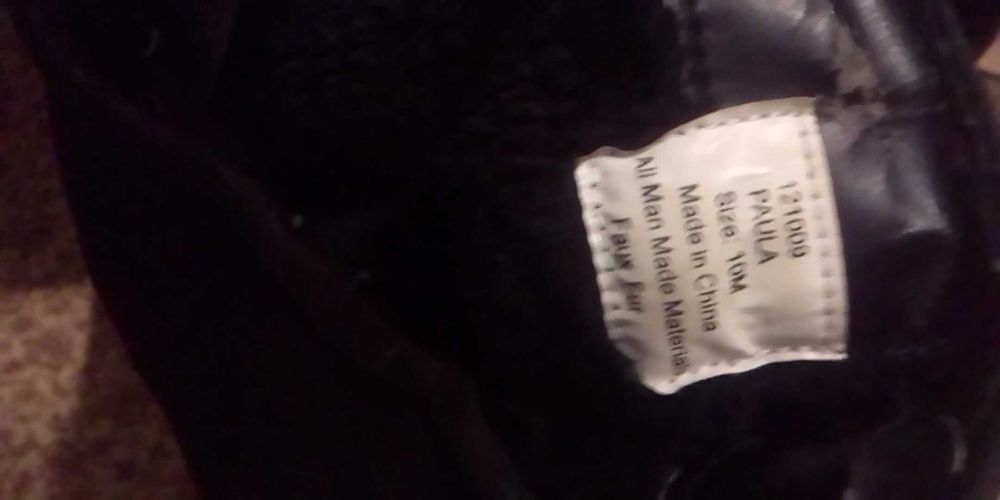 121009
PAULA
Size: 10M
Made in China
All Man Made Materials
Faux Fur